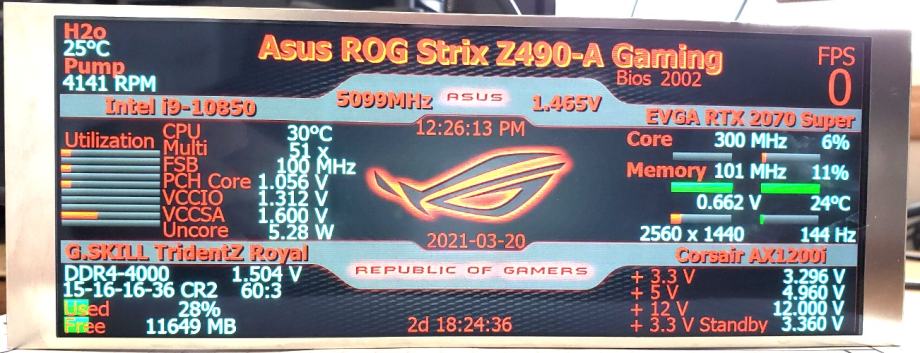 H2o
25°C
Pump
4141 RPM
Asus ROG Strix Z490-A Gaming
Bios 2002
FPS
0
Intel i9-10850
5099MHz
ASUS
1.465V
EVGA RTX 2070 Super
12:26:13 PM
Utilization
CPU 30°C
Multi 51 x
FSB 100 MHz
PCH Core 1.056 V
VCCIO 1.312 V
VCCSA 1.600 V
Uncore 5.28 W
Core 300 MHz 6%
Memory 101 MHz 11%
0.662 V 24°C
2560 x 1440 144 Hz
2021-03-20
G.SKILL TridentZ Royal
REPUBLIC OF GAMERS
Corsair AX1200i
DDR4-4000 1.504 V
15-16-16-36 CR2 60:3
Used 28%
Free 11649 MB
2d 18:24:36
+ 3.3 V 3.296 V
+ 5 V 4.960 V
+ 12 V 12.000 V
+ 3.3 V Standby 3.360 V